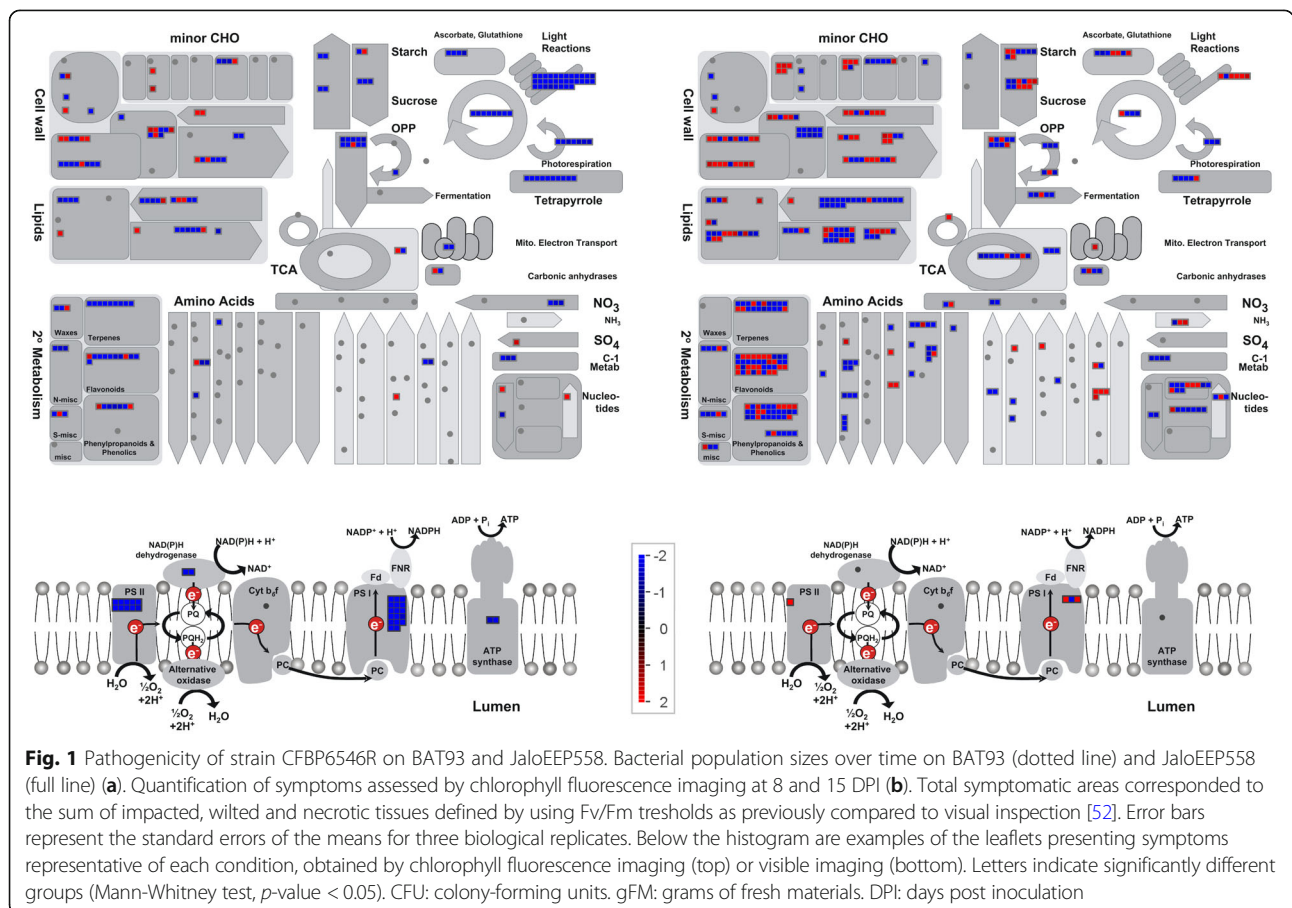 minor CHO
Starch
Ascorbate, Glutathione
Light
Reactions
Cell wall
Sucrose
OPP
Photorespiration
Lipids
Fermentation
Tetrapyrrole
Mito. Electron Transport
TCA
Carbonic anhydrases
Amino Acids
NO3
NH3
SO4
C-1
Metab
2° Metabolism
Waxes
Terpenes
N-misc
Flavonoids
S-misc
misc
Phenylpropanoids &
Phenolics
Nucleo-
tides
minor CHO
Starch
Ascorbate, Glutathione
Light
Reactions
Cell wall
Sucrose
OPP
Photorespiration
Lipids
Fermentation
Tetrapyrrole
Mito. Electron Transport
TCA
Carbonic anhydrases
Amino Acids
NO3
NH3
SO4
C-1
Metab
2° Metabolism
Waxes
Terpenes
N-misc
Flavonoids
S-misc
misc
Phenylpropanoids &
Phenolics
Nucleo-
tides
NAD(P)H
dehydrogenase
NAD(P)H + H+
NAD+
NADP+ + H+
NADPH
ADP + Pi
ATP
PS II
e-
PQ
PQH2
e-
e-
Cyt b6f
e-
PC
Fd
FNR
PS I
e-
PC
ATP
synthase
H2O
½O2
+2H+
Alternative
oxidase
½O2
+2H+
H2O
Lumen
-2
-1
0
1
2
NAD(P)H
dehydrogenase
NAD(P)H + H+
NAD+
NADP+ + H+
NADPH
ADP + Pi
ATP
PS II
e-
PQ
PQH2
e-
e-
Cyt b6f
e-
PC
Fd
FNR
PS I
e-
PC
ATP
synthase
H2O
½O2
+2H+
Alternative
oxidase
½O2
+2H+
H2O
Lumen
Fig. 1 Pathogenicity of strain CFBP6546R on BAT93 and JaloEEP558. Bacterial population sizes over time on BAT93 (dotted line) and JaloEEP558
(full line) (a). Quantification of symptoms assessed by chlorophyll fluorescence imaging at 8 and 15 DPI (b). Total symptomatic areas corresponded to
the sum of impacted, wilted and necrotic tissues defined by using Fv/Fm tresholds as previously compared to visual inspection [52]. Error bars
represent the standard errors of the means for three biological replicates. Below the histogram are examples of the leaflets presenting symptoms
representative of each condition, obtained by chlorophyll fluorescence imaging (top) or visible imaging (bottom). Letters indicate significantly different
groups (Mann-Whitney test, p-value < 0.05). CFU: colony-forming units. gFM: grams of fresh materials. DPI: days post inoculation